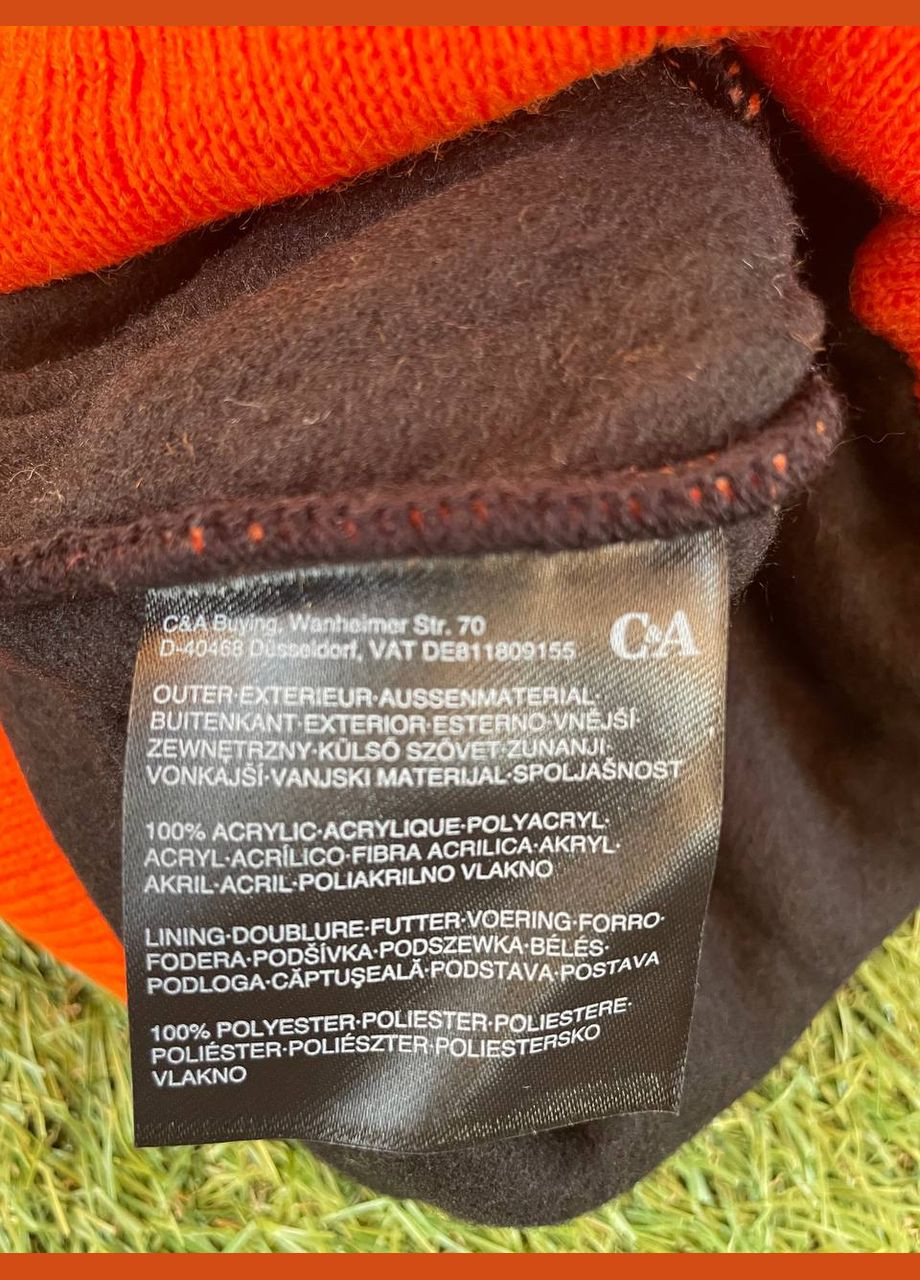 C&A Buying, Wanheimer Str. 70
D-40468 Düsseldorf, VAT DE811809155
C&A
OUTER·EXTERIEUR·AUSSENMATERIAL·
BUITENKANT·EXTERIOR·ESTERNO·VNĚJŠÍ·
ZEWNĘTRZNY·KÜLSŐ SZÖVET·ZUNANJI·
VONKAJŠÍ·VANJSKI MATERIJAL·SPOLJAŠNOST
100% ACRYLIC·ACRYLIQUE·POLYACRYL·
ACRYL·ACRÍLICO·FIBRA ACRILICA·AKRYL·
AKRIL·ACRIL·POLIAKRILNO VLAKNO
LINING·DOUBLURE·FUTTER·VOERING·FORRO·
FODERA·PODŠÍVKA·PODSZEWKA·BÉLÉS·
PODLOGA·CĂPTUŞEALĂ·PODSTAVA·POSTAVA
100% POLYESTER·POLIESTER·POLIESTERE·
POLIÉSTER·POLIÉSZTER·POLIESTERSKO
VLAKNO